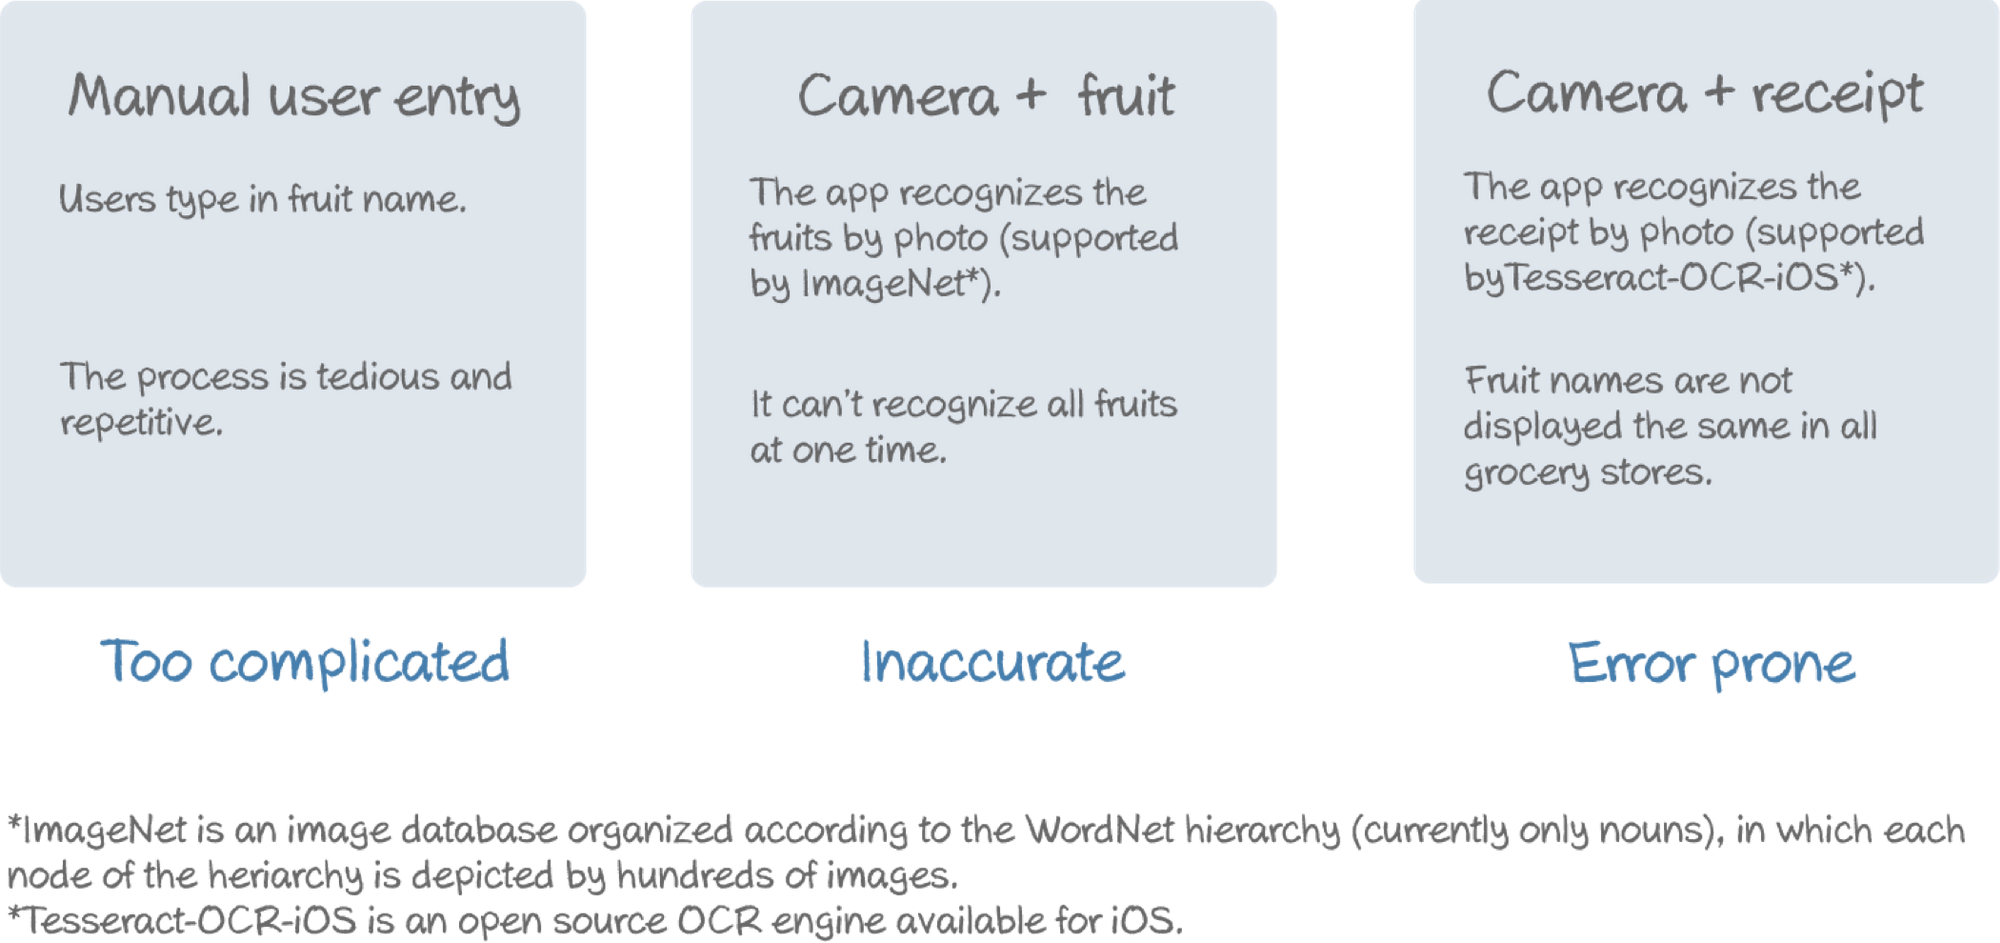 Manual user entry
Users type in fruit name.
The process is tedious and
repetitive.
Too complicated
Camera + fruit
The app recognizes the
fruits by photo (supported
by ImageNet*).
It can't recognize all fruits
at one time.
Inaccurate
Camera + receipt
The app recognizes the
receipt by photo (supported
byTesseract-OCR-iOS*).
Fruit names are not
displayed the same in all
grocery stores.
Error prone
*ImageNet is an image database organized according to the WordNet hierarchy (currently only nouns), in which each
node of the heriarchy is depicted by hundreds of images.
*Tesseract-OCR-iOS is an open source OCR engine available for iOS.